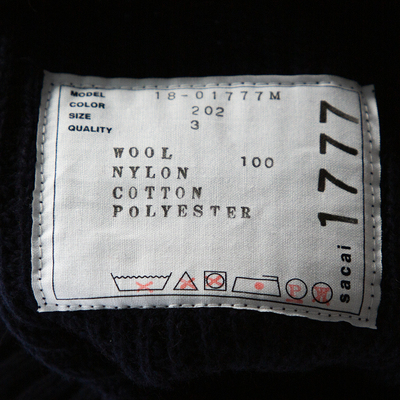 MODEL 18-01777M
COLOR 202
SIZE 3
QUALITY
WOOL 100
NYLON
COTTON
POLYESTER
sacai 1777